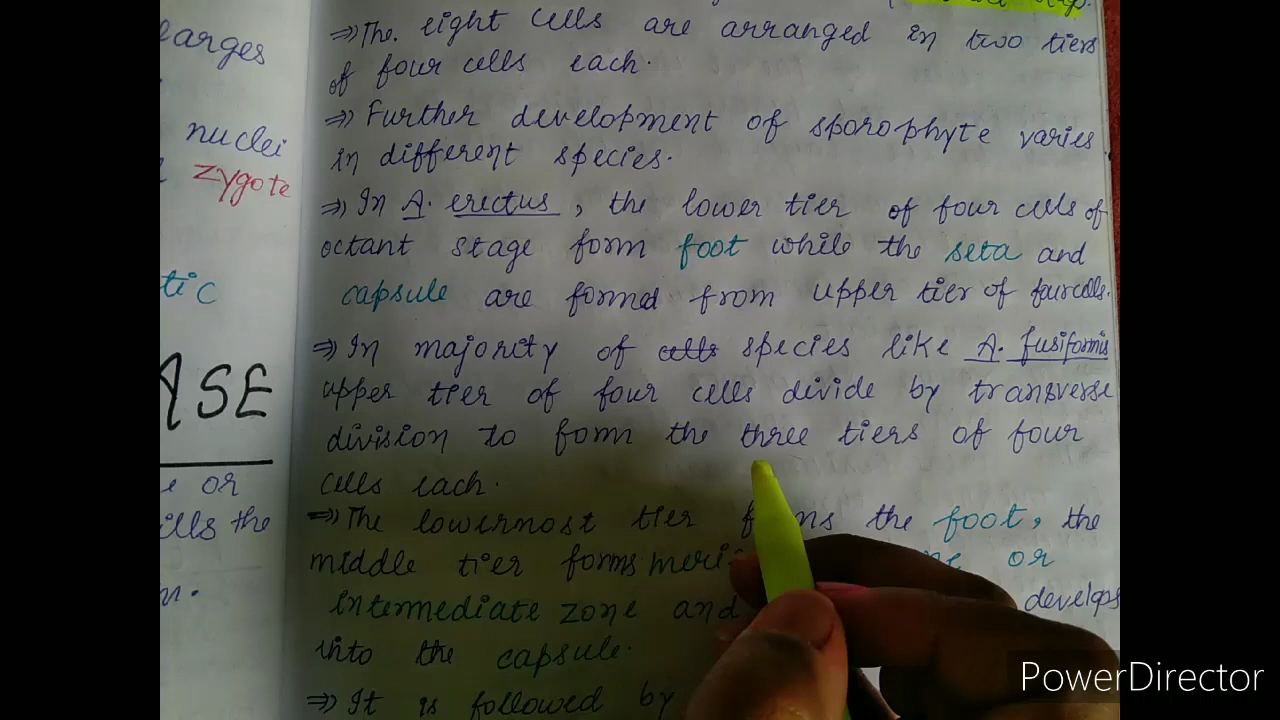 ⇒ The eight cells are arranged in two tiers
of four cells each.
⇒ Further development of sporophyte varies
in different species.
⇒ In A. erectus, the lower tier of four cells of
octant stage form foot while the seta and
capsule are formed from upper tier of four cells.
⇒ In majority of cells species like A. fusiformis
upper tier of four cells divide by transverse
division to form the three tiers of four
cells each.
⇒ The lowermost tier forms the foot, the
middle tier forms or
intermediate zone and develops
into the capsule.
⇒ It is followed by
arges
nuclei
zygote
tic
ASE
or
the
PowerDirector